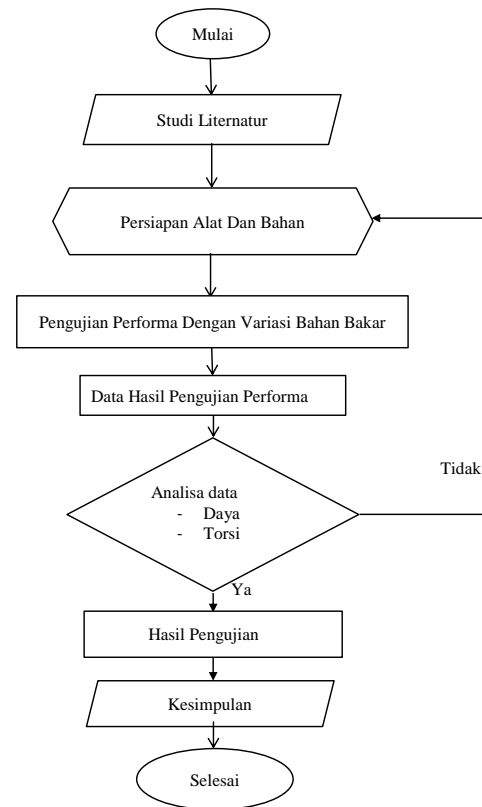 Mulai
Studi Liternatur
Persiapan Alat Dan Bahan
Pengujian Performa Dengan Variasi Bahan Bakar
Data Hasil Pengujian Performa
Tidak
Analisa data
- Daya
- Torsi
Ya
Hasil Pengujian
Kesimpulan
Selesai